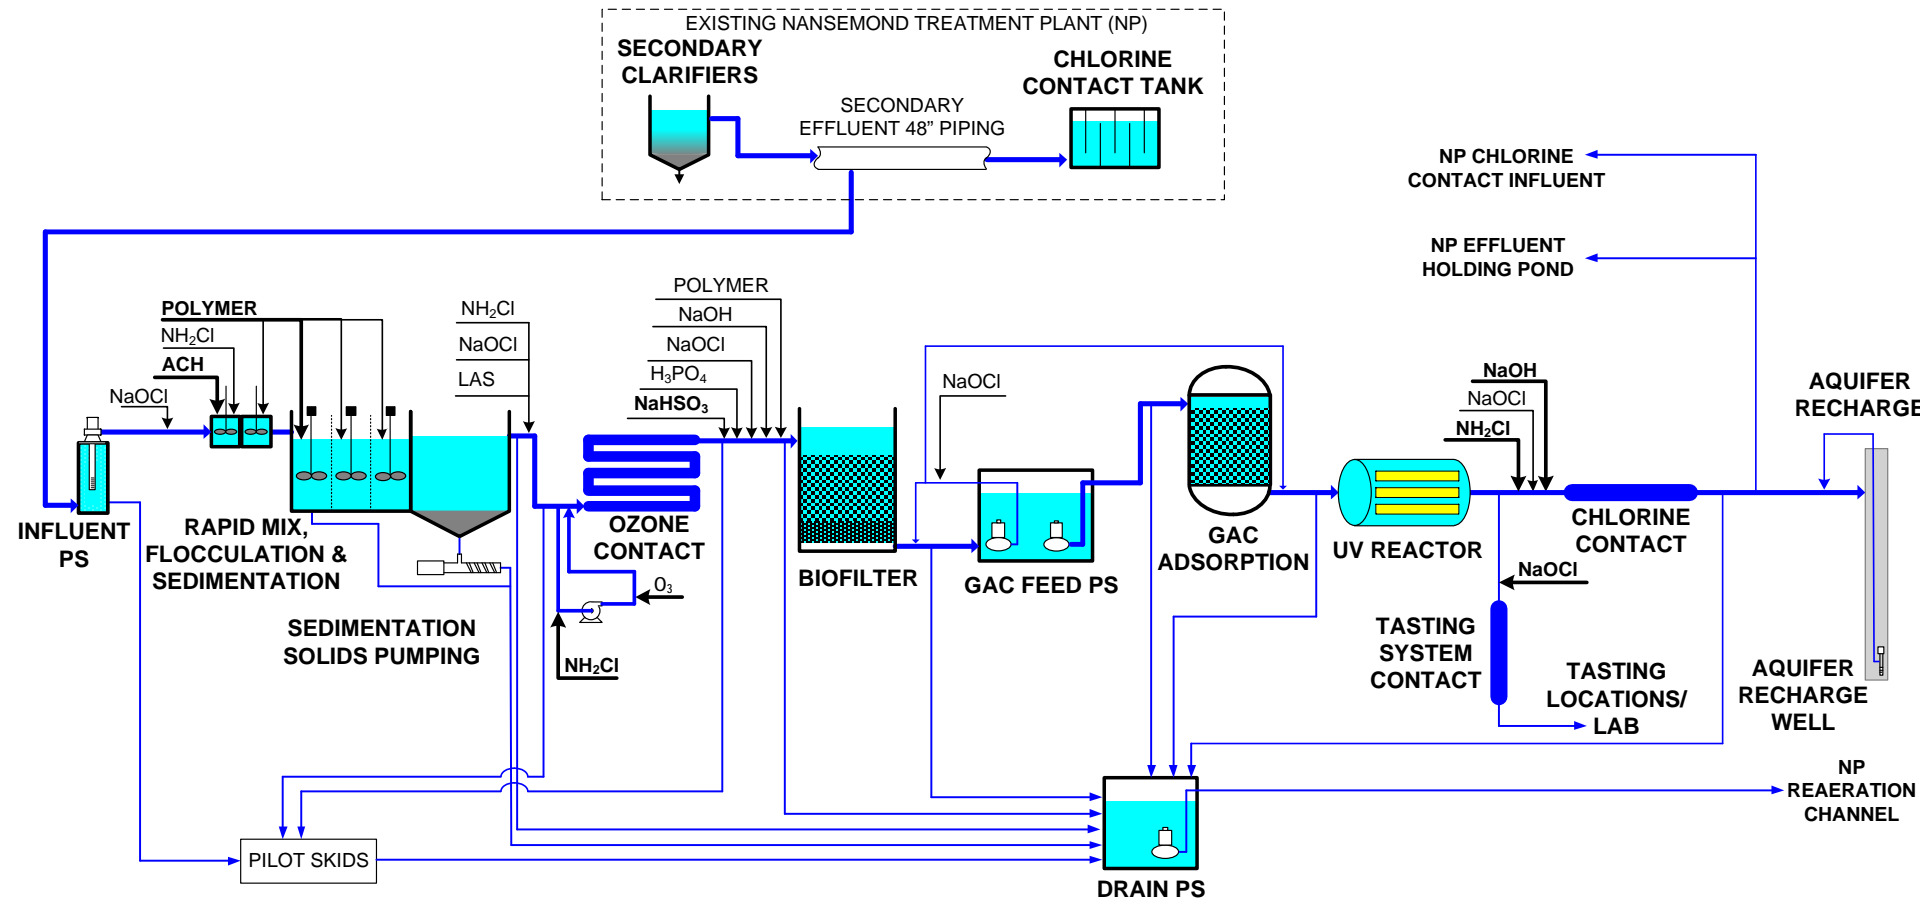 EXISTING NANSEMOND TREATMENT PLANT (NP)
SECONDARY
CLARIFIERS
CHLORINE
CONTACT TANK
SECONDARY
EFFLUENT 48” PIPING
NP CHLORINE
CONTACT INFLUENT
NP EFFLUENT
HOLDING POND
POLYMER
NH₂Cl
ACH
NaOCl
NH₂Cl
NaOCl
LAS
POLYMER
NaOH
NaOCl
H₃PO₄
NaHSO₃
NaOCl
NaOH
NaOCl
NH₂Cl
AQUIFER
RECHARGE
INFLUENT
PS
RAPID MIX,
FLOCCULATION &
SEDIMENTATION
OZONE
CONTACT
BIOFILTER
GAC FEED PS
GAC
ADSORPTION
UV REACTOR
CHLORINE
CONTACT
NaOCl
O₃
SEDIMENTATION
SOLIDS PUMPING
NH₂Cl
TASTING
SYSTEM
CONTACT
TASTING
LOCATIONS/
LAB
AQUIFER
RECHARGE
WELL
NP
REAERATION
CHANNEL
PILOT SKIDS
DRAIN PS